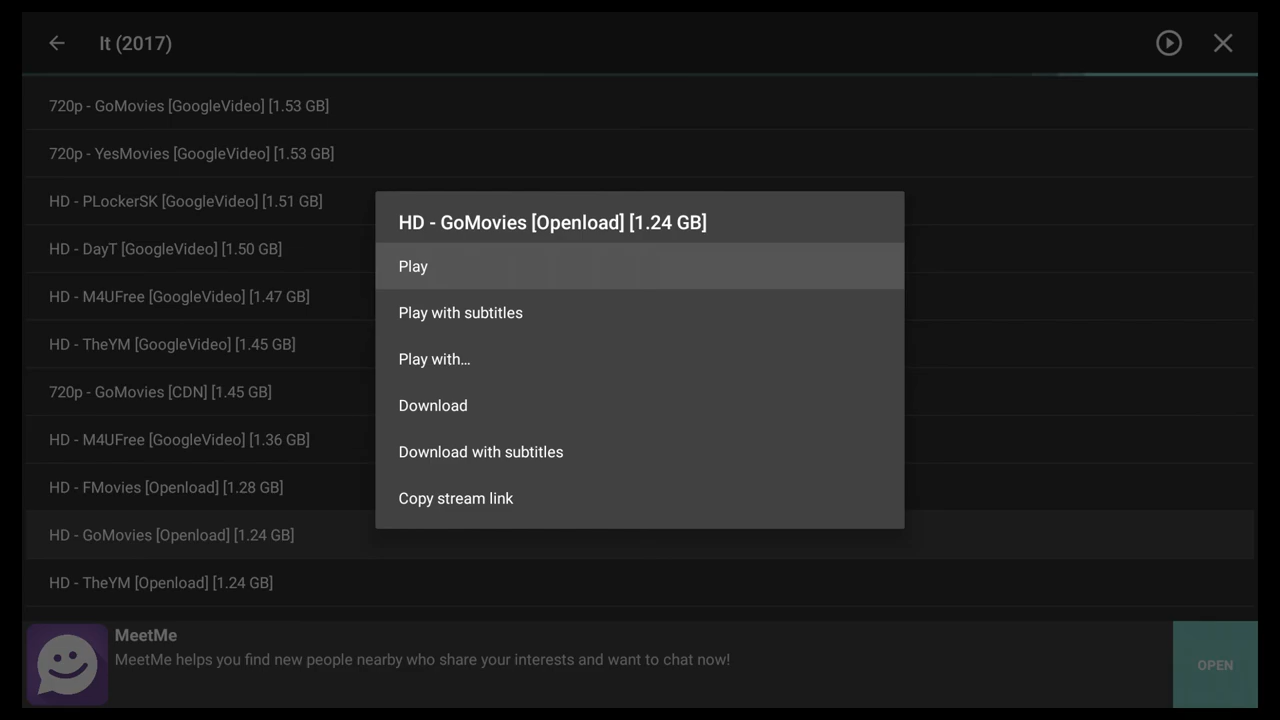 It (2017)
720p - GoMovies [GoogleVideo] [1.53 GB]
720p - YesMovies [GoogleVideo] [1.53 GB]
HD - PLockerSK [GoogleVideo] [1.51 GB]
HD - DayT [GoogleVideo] [1.50 GB]
HD - M4UFree [GoogleVideo] [1.47 GB]
HD - TheYM [GoogleVideo] [1.45 GB]
720p - GoMovies [CDN] [1.45 GB]
HD - M4UFree [GoogleVideo] [1.36 GB]
HD - FMovies [Openload] [1.28 GB]
HD - GoMovies [Openload] [1.24 GB]
HD - TheYM [Openload] [1.24 GB]
HD - GoMovies [Openload] [1.24 GB]
Play
Play with subtitles
Play with...
Download
Download with subtitles
Copy stream link
MeetMe
MeetMe helps you find new people nearby who share your interests and want to chat now!
OPEN